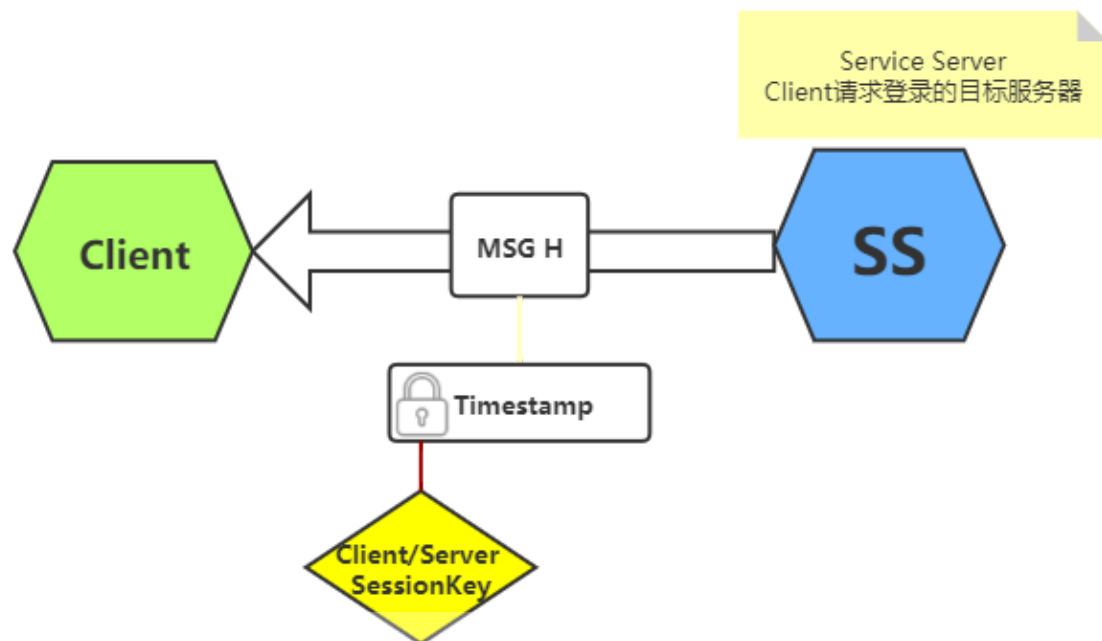 Service Server
Client请求登录的目标服务器
Client
MSG H
SS
Timestamp
Client/Server
SessionKey